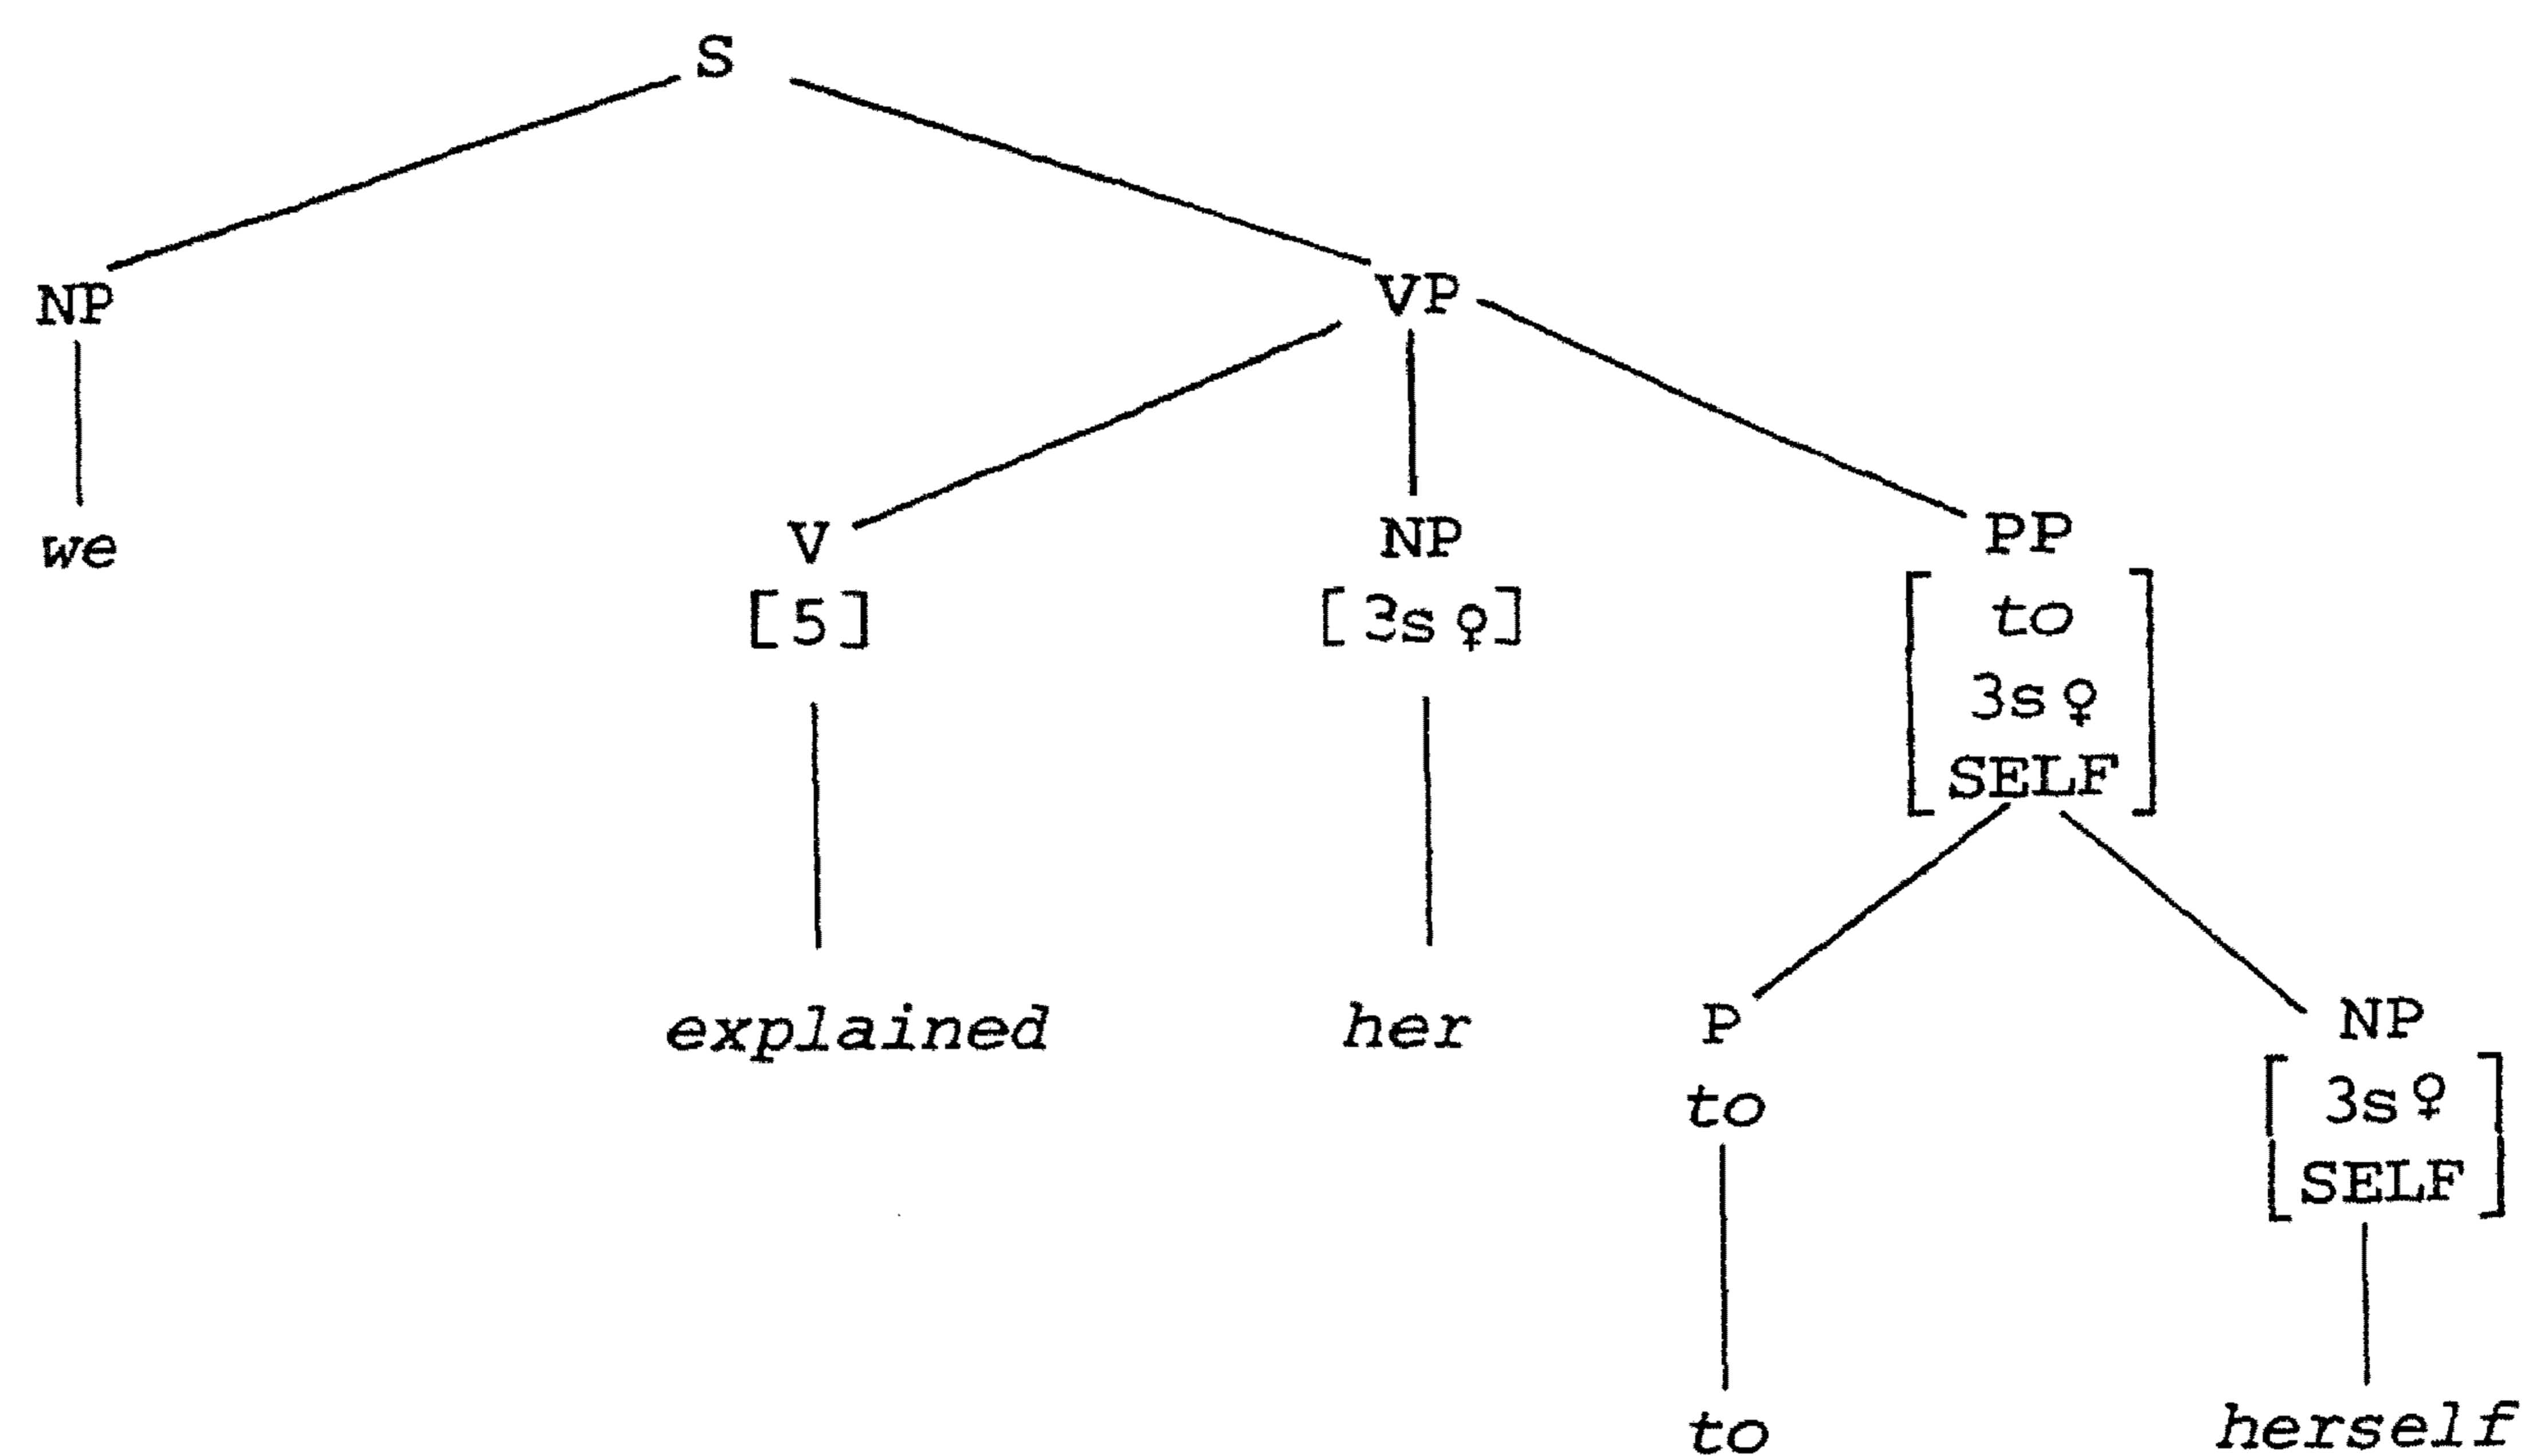 S
NP VP
we V NP PP
[5] [3s♀] to
3s♀
SELF
explained her P NP
to 3s♀
SELF
to herself